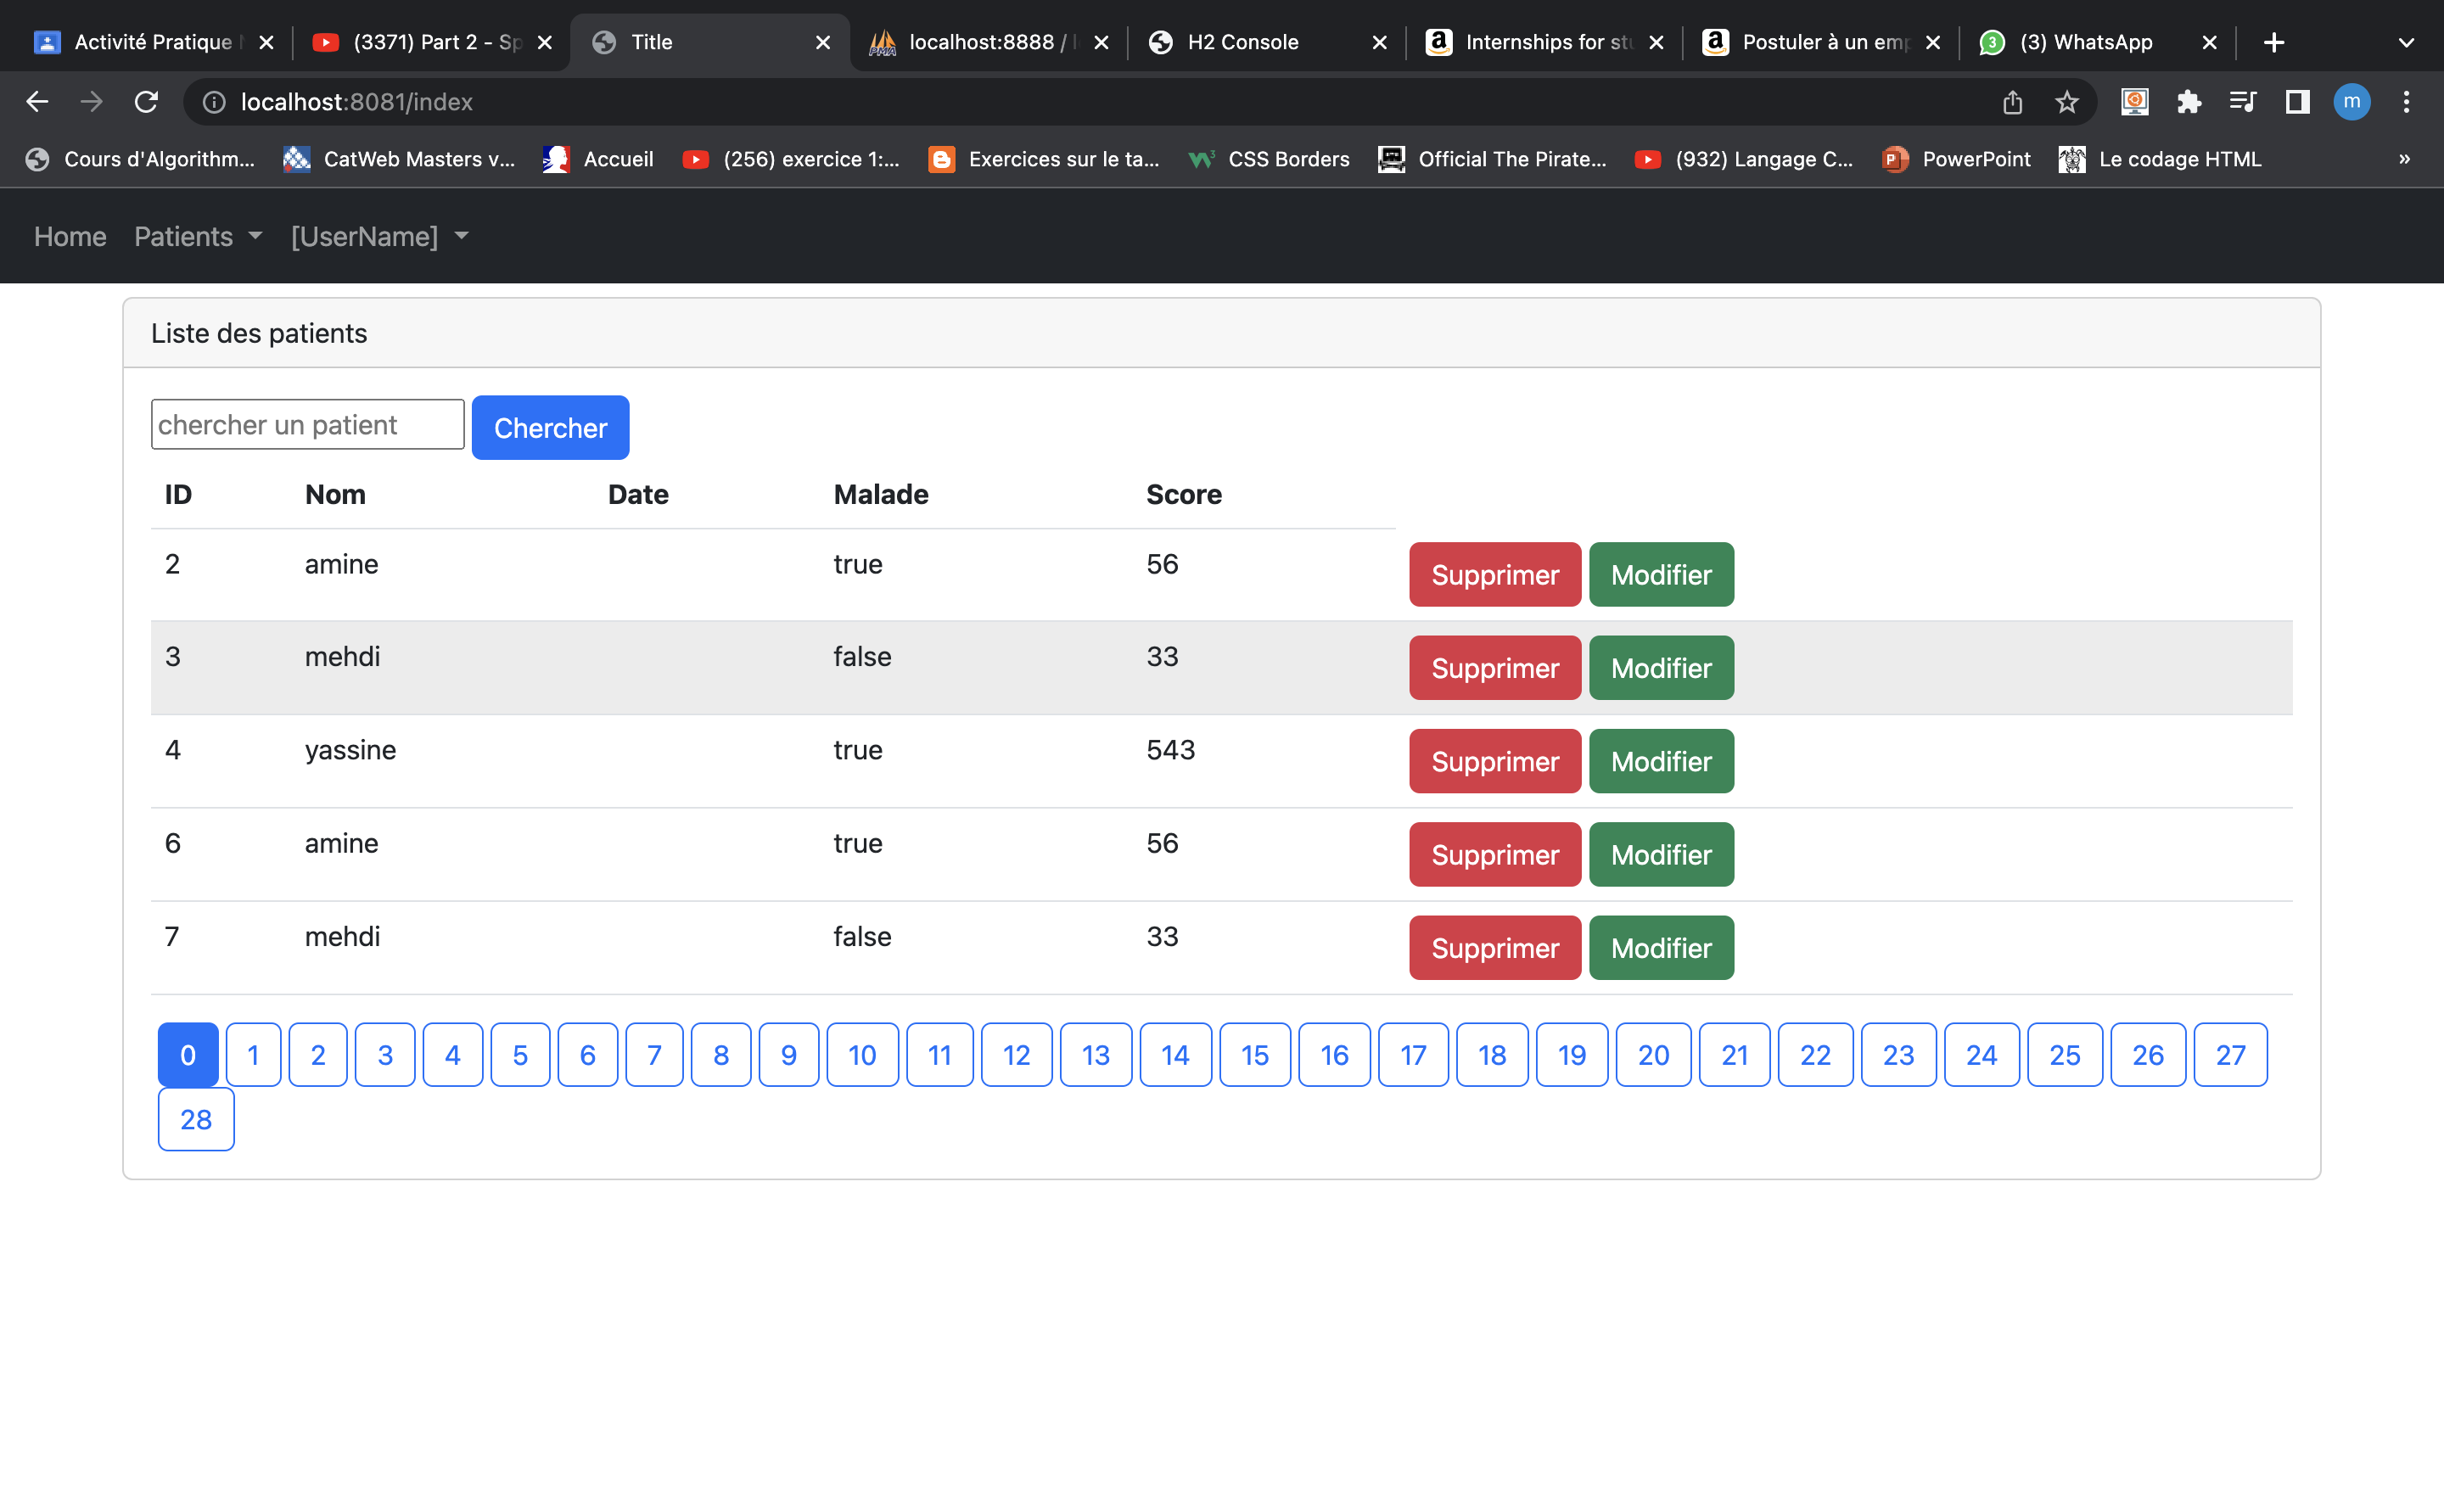 Activité Pratique
(3371) Part 2 - Sp
Title
localhost:8888 /
H2 Console
Internships for stu
Postuler à un emp
3
(3) WhatsApp
localhost:8081/index
m
Cours d'Algorithm...
CatWeb Masters v...
Accueil
(256) exercice 1:...
Exercices sur le ta...
CSS Borders
Official The Pirate...
(932) Langage C...
PowerPoint
Le codage HTML
»
Home Patients [UserName]
Liste des patients
chercher un patient Chercher
ID Nom Date Malade Score
2 amine true 56 Supprimer Modifier
3 mehdi false 33 Supprimer Modifier
4 yassine true 543 Supprimer Modifier
6 amine true 56 Supprimer Modifier
7 mehdi false 33 Supprimer Modifier
0 1 2 3 4 5 6 7 8 9 10 11 12 13 14 15 16 17 18 19 20 21 22 23 24 25 26 27
28